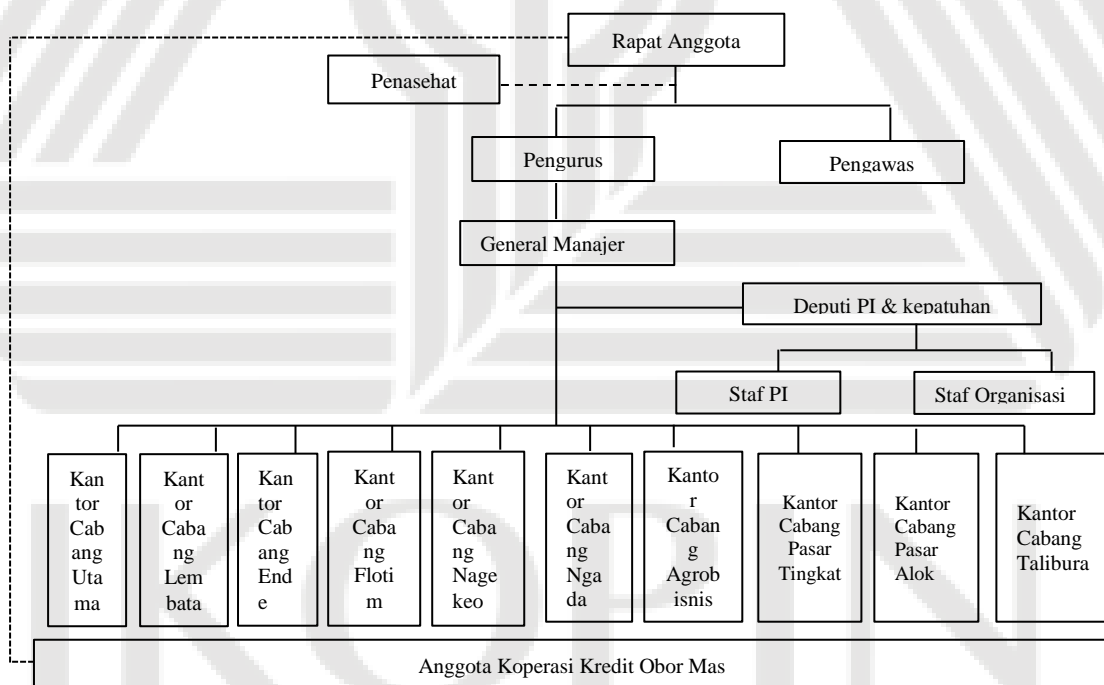 Rapat Anggota
Penasehat
Pengurus
Pengawas
General Manajer
Deputi PI & kepatuhan
Staf PI
Staf Organisasi
Kan
tor
Cab
ang
Uta
ma
Kant
or
Caba
ng
Lem
bata
Ka
ntor
Cab
ang
End
e
Kant
or
Caba
ng
Floti
m
Kant
or
Caba
ng
Nage
keo
Kant
or
Caba
ng
Nga
da
Kanto
r
Caban
g
Agrob
isnis
Kantor
Cabang
Pasar
Tingkat
Kantor
Cabang
Pasar
Alok
Kantor
Cabang
Talibura
Anggota Koperasi Kredit Obor Mas
IKOPIN